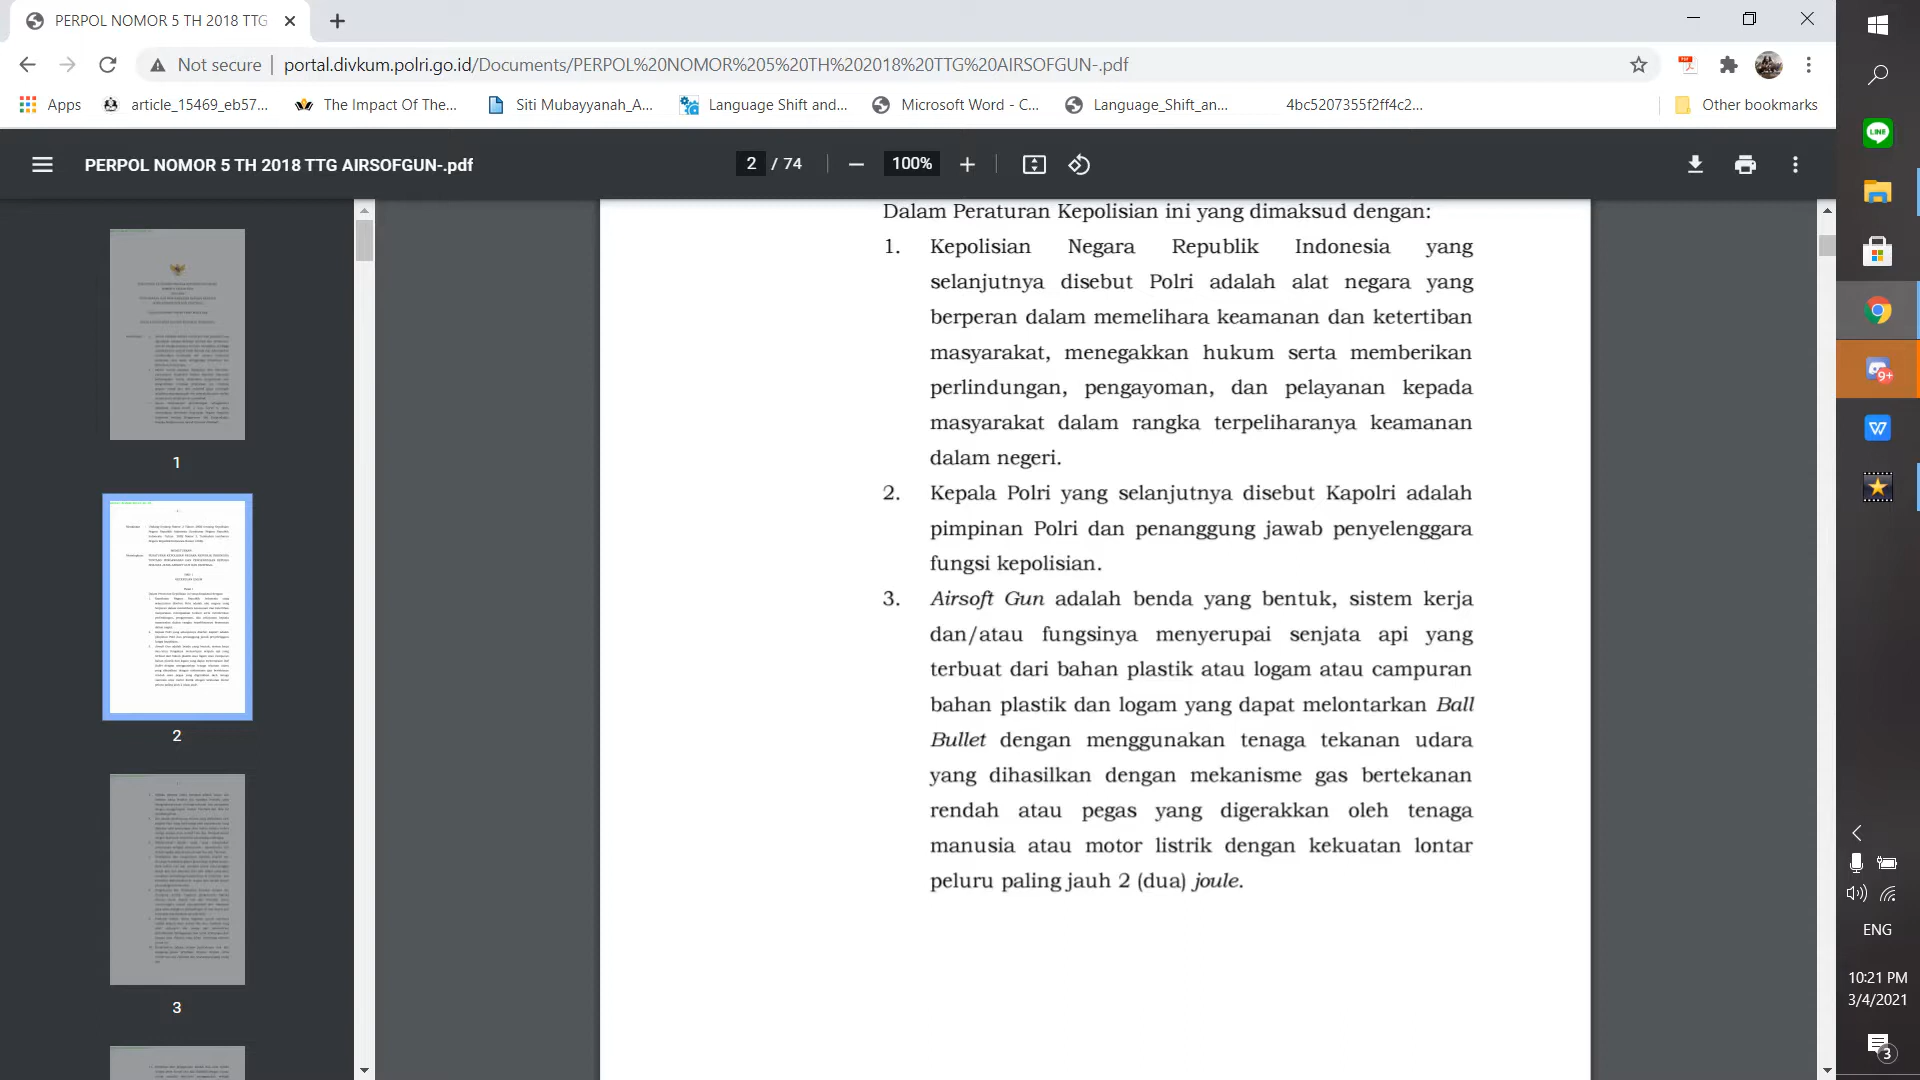 PERPOL NOMOR 5 TH 2018 TTG
Not secure
portal.divkum.polri.go.id/Documents/PERPOL%20NOMOR%205%20TH%202018%20TTG%20AIRSOFGUN-.pdf
Apps
article_15469_eb57...
The Impact Of The...
Siti Mubayyanah_A...
Language Shift and...
Microsoft Word - C...
Language_Shift_an...
4bc5207355f2ff4c2...
Other bookmarks
PERPOL NOMOR 5 TH 2018 TTG AIRSOFGUN-.pdf
2 / 74
100%
1
2
3
Dalam Peraturan Kepolisian ini yang dimaksud dengan:
1. Kepolisian Negara Republik Indonesia yang
selanjutnya disebut Polri adalah alat negara yang
berperan dalam memelihara keamanan dan ketertiban
masyarakat, menegakkan hukum serta memberikan
perlindungan, pengayoman, dan pelayanan kepada
masyarakat dalam rangka terpeliharanya keamanan
dalam negeri.
2. Kepala Polri yang selanjutnya disebut Kapolri adalah
pimpinan Polri dan penanggung jawab penyelenggara
fungsi kepolisian.
3. Airsoft Gun adalah benda yang bentuk, sistem kerja
dan/atau fungsinya menyerupai senjata api yang
terbuat dari bahan plastik atau logam atau campuran
bahan plastik dan logam yang dapat melontarkan Ball
Bullet dengan menggunakan tenaga tekanan udara
yang dihasilkan dengan mekanisme gas bertekanan
rendah atau pegas yang digerakkan oleh tenaga
manusia atau motor listrik dengan kekuatan lontar
peluru paling jauh 2 (dua) joule.
LINE
9+
W
ENG
10:21 PM
3/4/2021
3